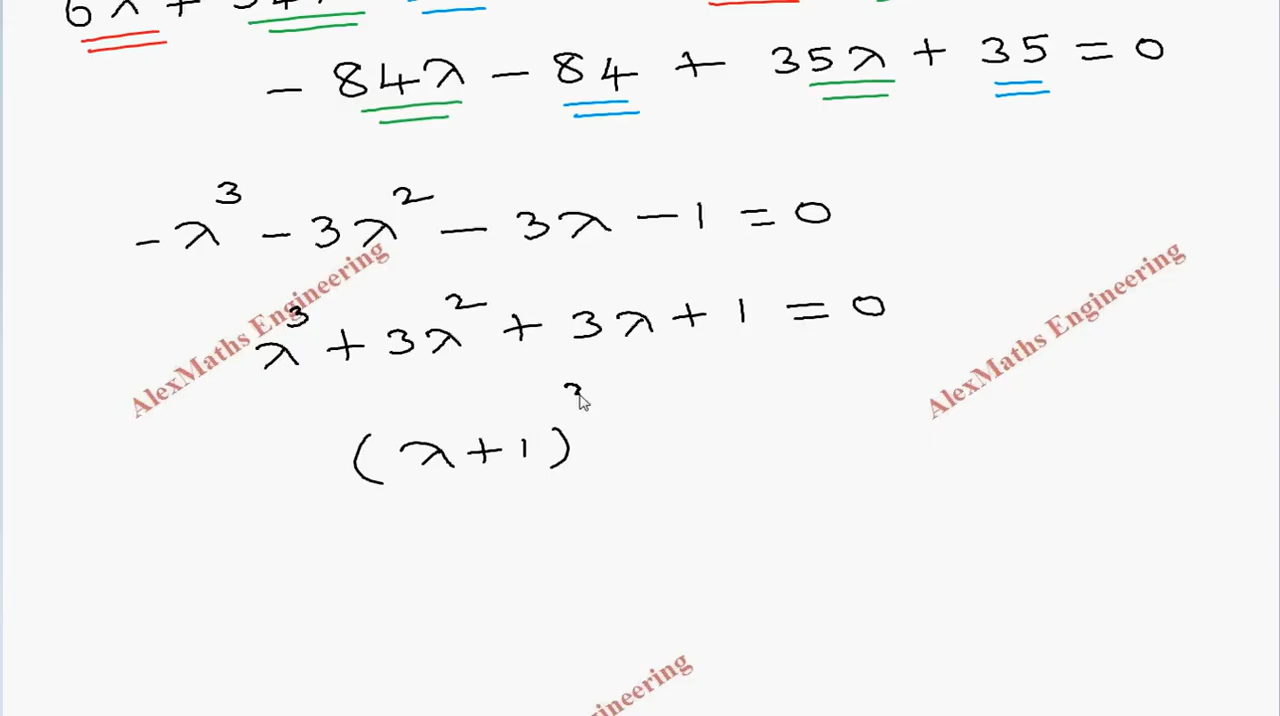 6λ +
- 84λ - 84 + 35λ + 35 = 0
-λ³ - 3λ² - 3λ - 1 = 0
λ³ + 3λ² + 3λ + 1 = 0
(λ + 1)
AlexMaths Engineering
AlexMaths Engineering